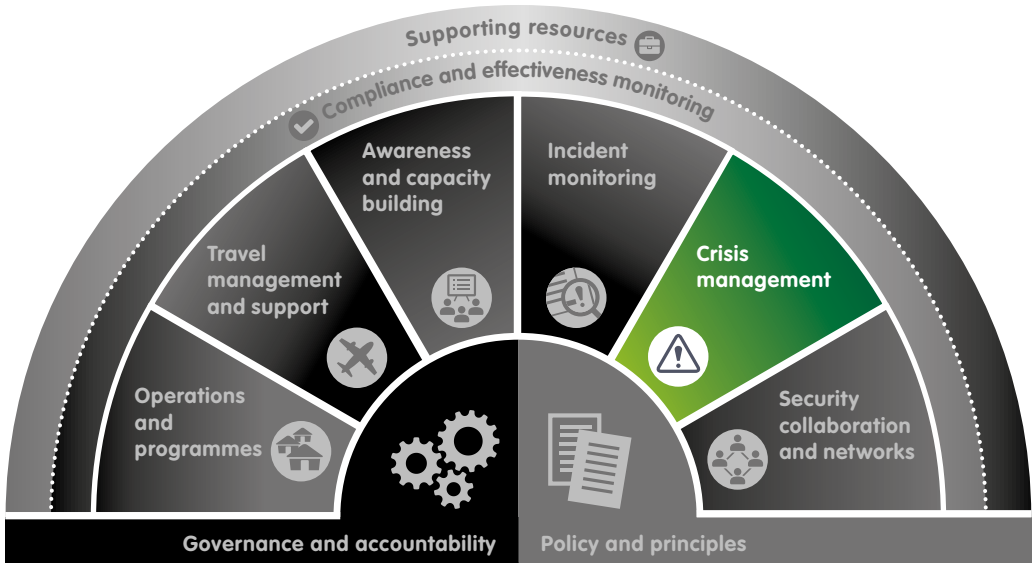 Supporting resources
Compliance and effectiveness monitoring
Awareness
and capacity
building
Incident
monitoring
Travel
management
and support
Crisis
management
Operations
and
programmes
Security
collaboration
and networks
Governance and accountability
Policy and principles